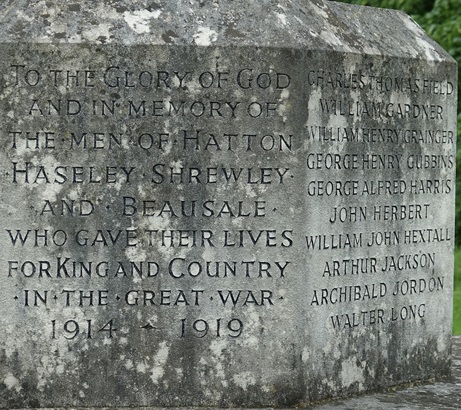 TO THE GLORY OF GOD
AND IN MEMORY OF
THE·MEN·OF·HATTON
HASELEY·SHREWLEY·
AND·BEAUSALE·
WHO GAVE THEIR LIVES
FOR KING AND COUNTRY
·IN·THE·GREAT·WAR·
1914 - 1919
CHARLES THOMAS FIELD
WILLIAM GARDNER
WILLIAM HENRY GRAINGER
GEORGE HENRY GUBBINS
GEORGE ALFRED HARRIS
JOHN HERBERT
WILLIAM JOHN HEXTALL
ARTHUR JACKSON
ARCHIBALD JORDON
WALTER LONG